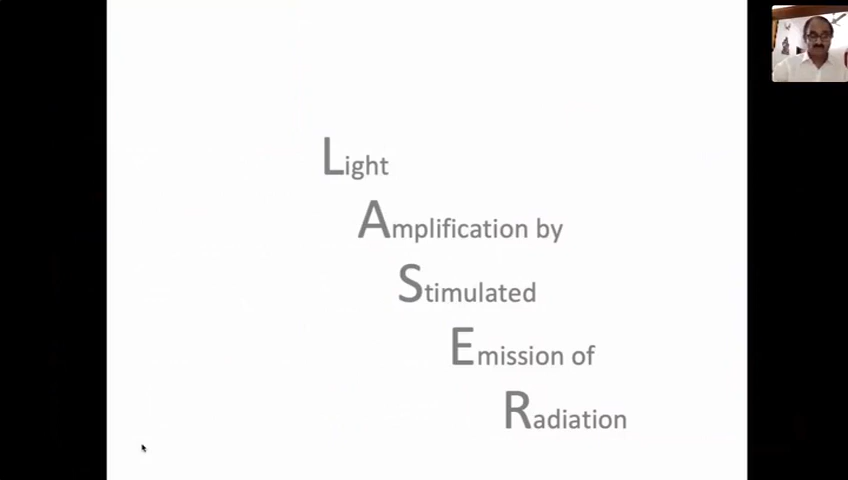 Light
Amplification by
Stimulated
Emission of
Radiation